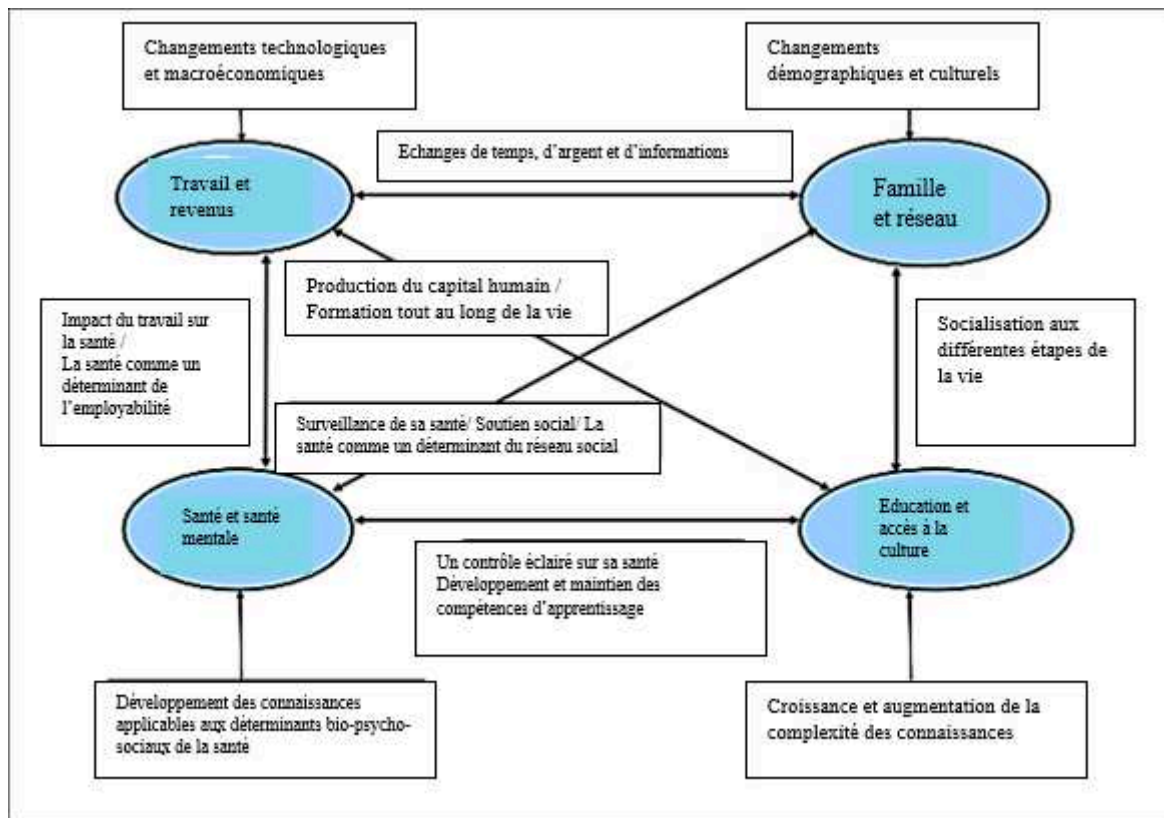 Changements technologiques
et macroéconomiques
Changements
démographiques et culturels
Echanges de temps, d'argent et d'informations
Travail et
revenus
Famille
et réseau
Production du capital humain /
Formation tout au long de la vie
Impact du travail sur
la santé /
La santé comme un
déterminant de
l'employabilité
Socialisation aux
différentes étapes de
la vie
Surveillance de sa santé/ Soutien social/ La
santé comme un déterminant du réseau social
Santé et santé
mentale
Education et
accès à la
culture
Un contrôle éclairé sur sa santé
Développement et maintien des
compétences d'apprentissage
Développement des connaissances
applicables aux déterminants bio-psycho-
sociaux de la santé
Croissance et augmentation de la
complexité des connaissances